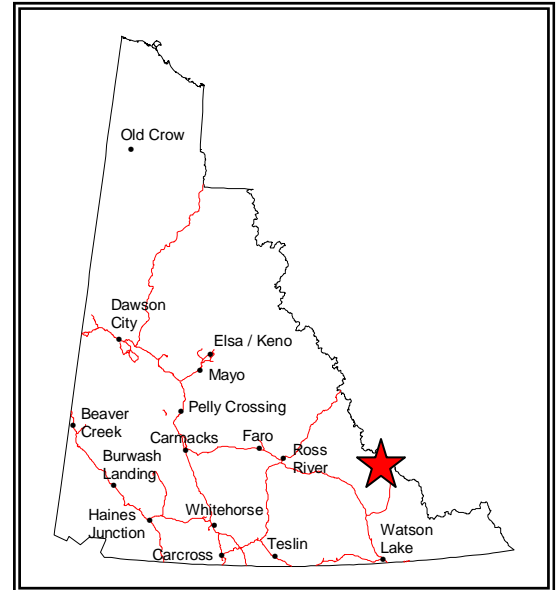 Old Crow
Dawson
City
Elsa / Keno
Mayo
Pelly Crossing
Beaver
Creek
Carmacks
Faro
Ross
River
Burwash
Landing
Haines
Junction
Whitehorse
Carcross
Teslin
Watson
Lake